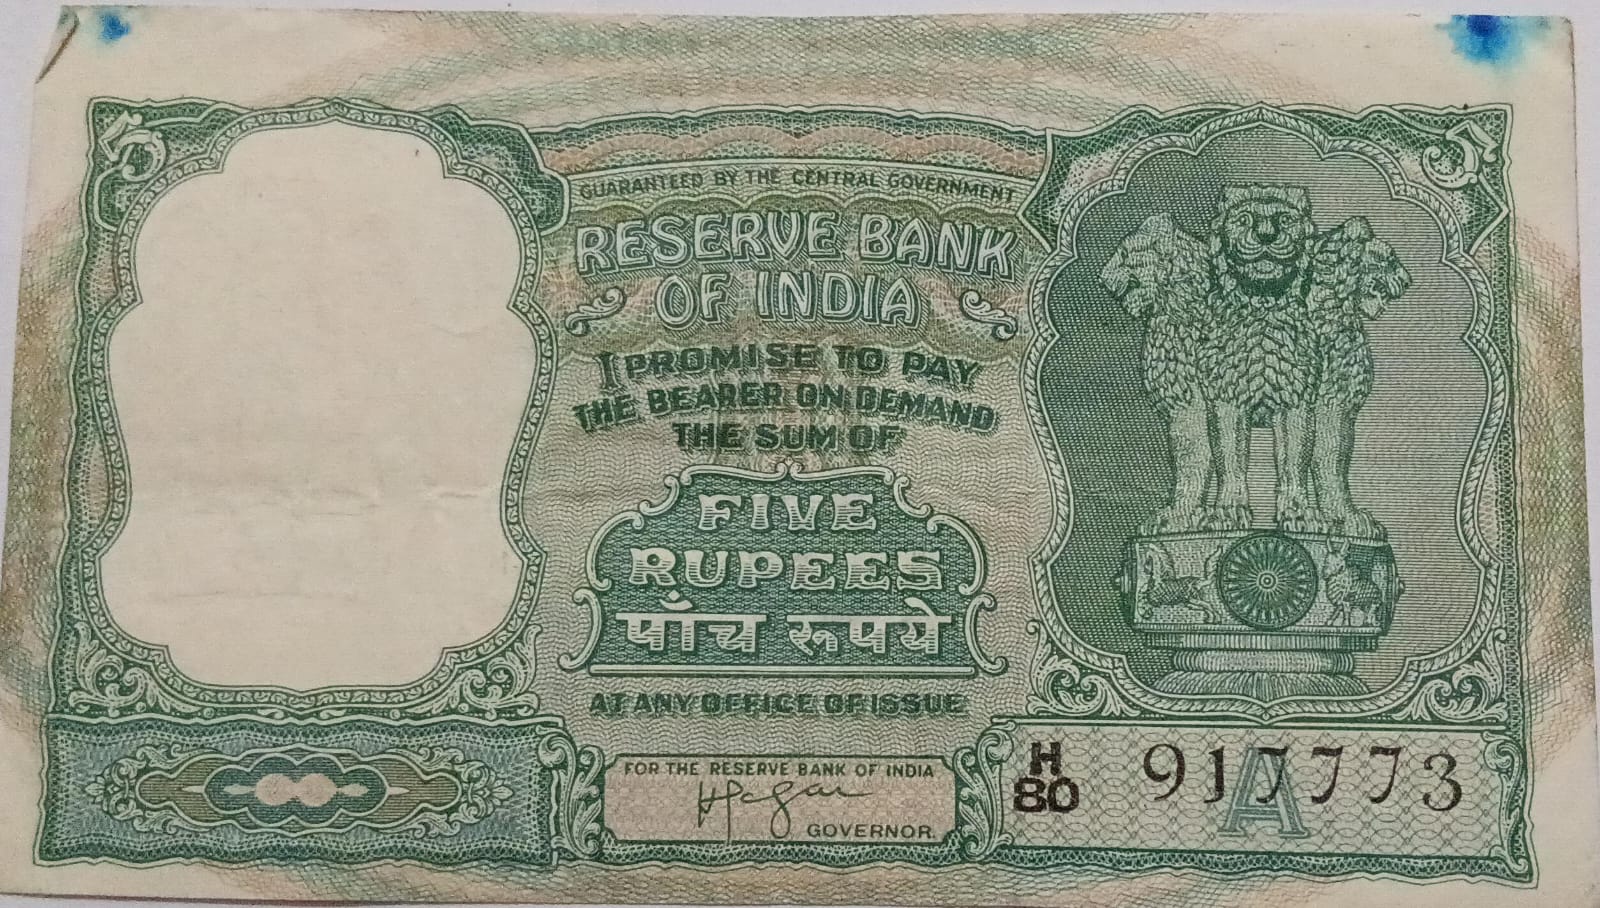 5
5
GUARANTEED BY THE CENTRAL GOVERNMENT
RESERVE BANK
OF INDIA
I PROMISE TO PAY
THE BEARER ON DEMAND
THE SUM OF
FIVE
RUPEES
पाँच रूपये
AT ANY OFFICE OF ISSUE
FOR THE RESERVE BANK OF INDIA
GOVERNOR.
H
80
917773
A